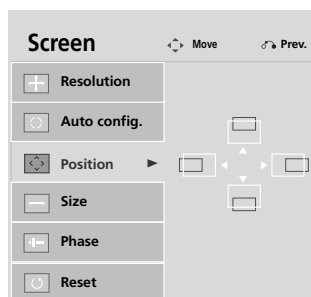 Screen
Move
Prev.
Resolution
Auto config.
Position
Size
Phase
Reset